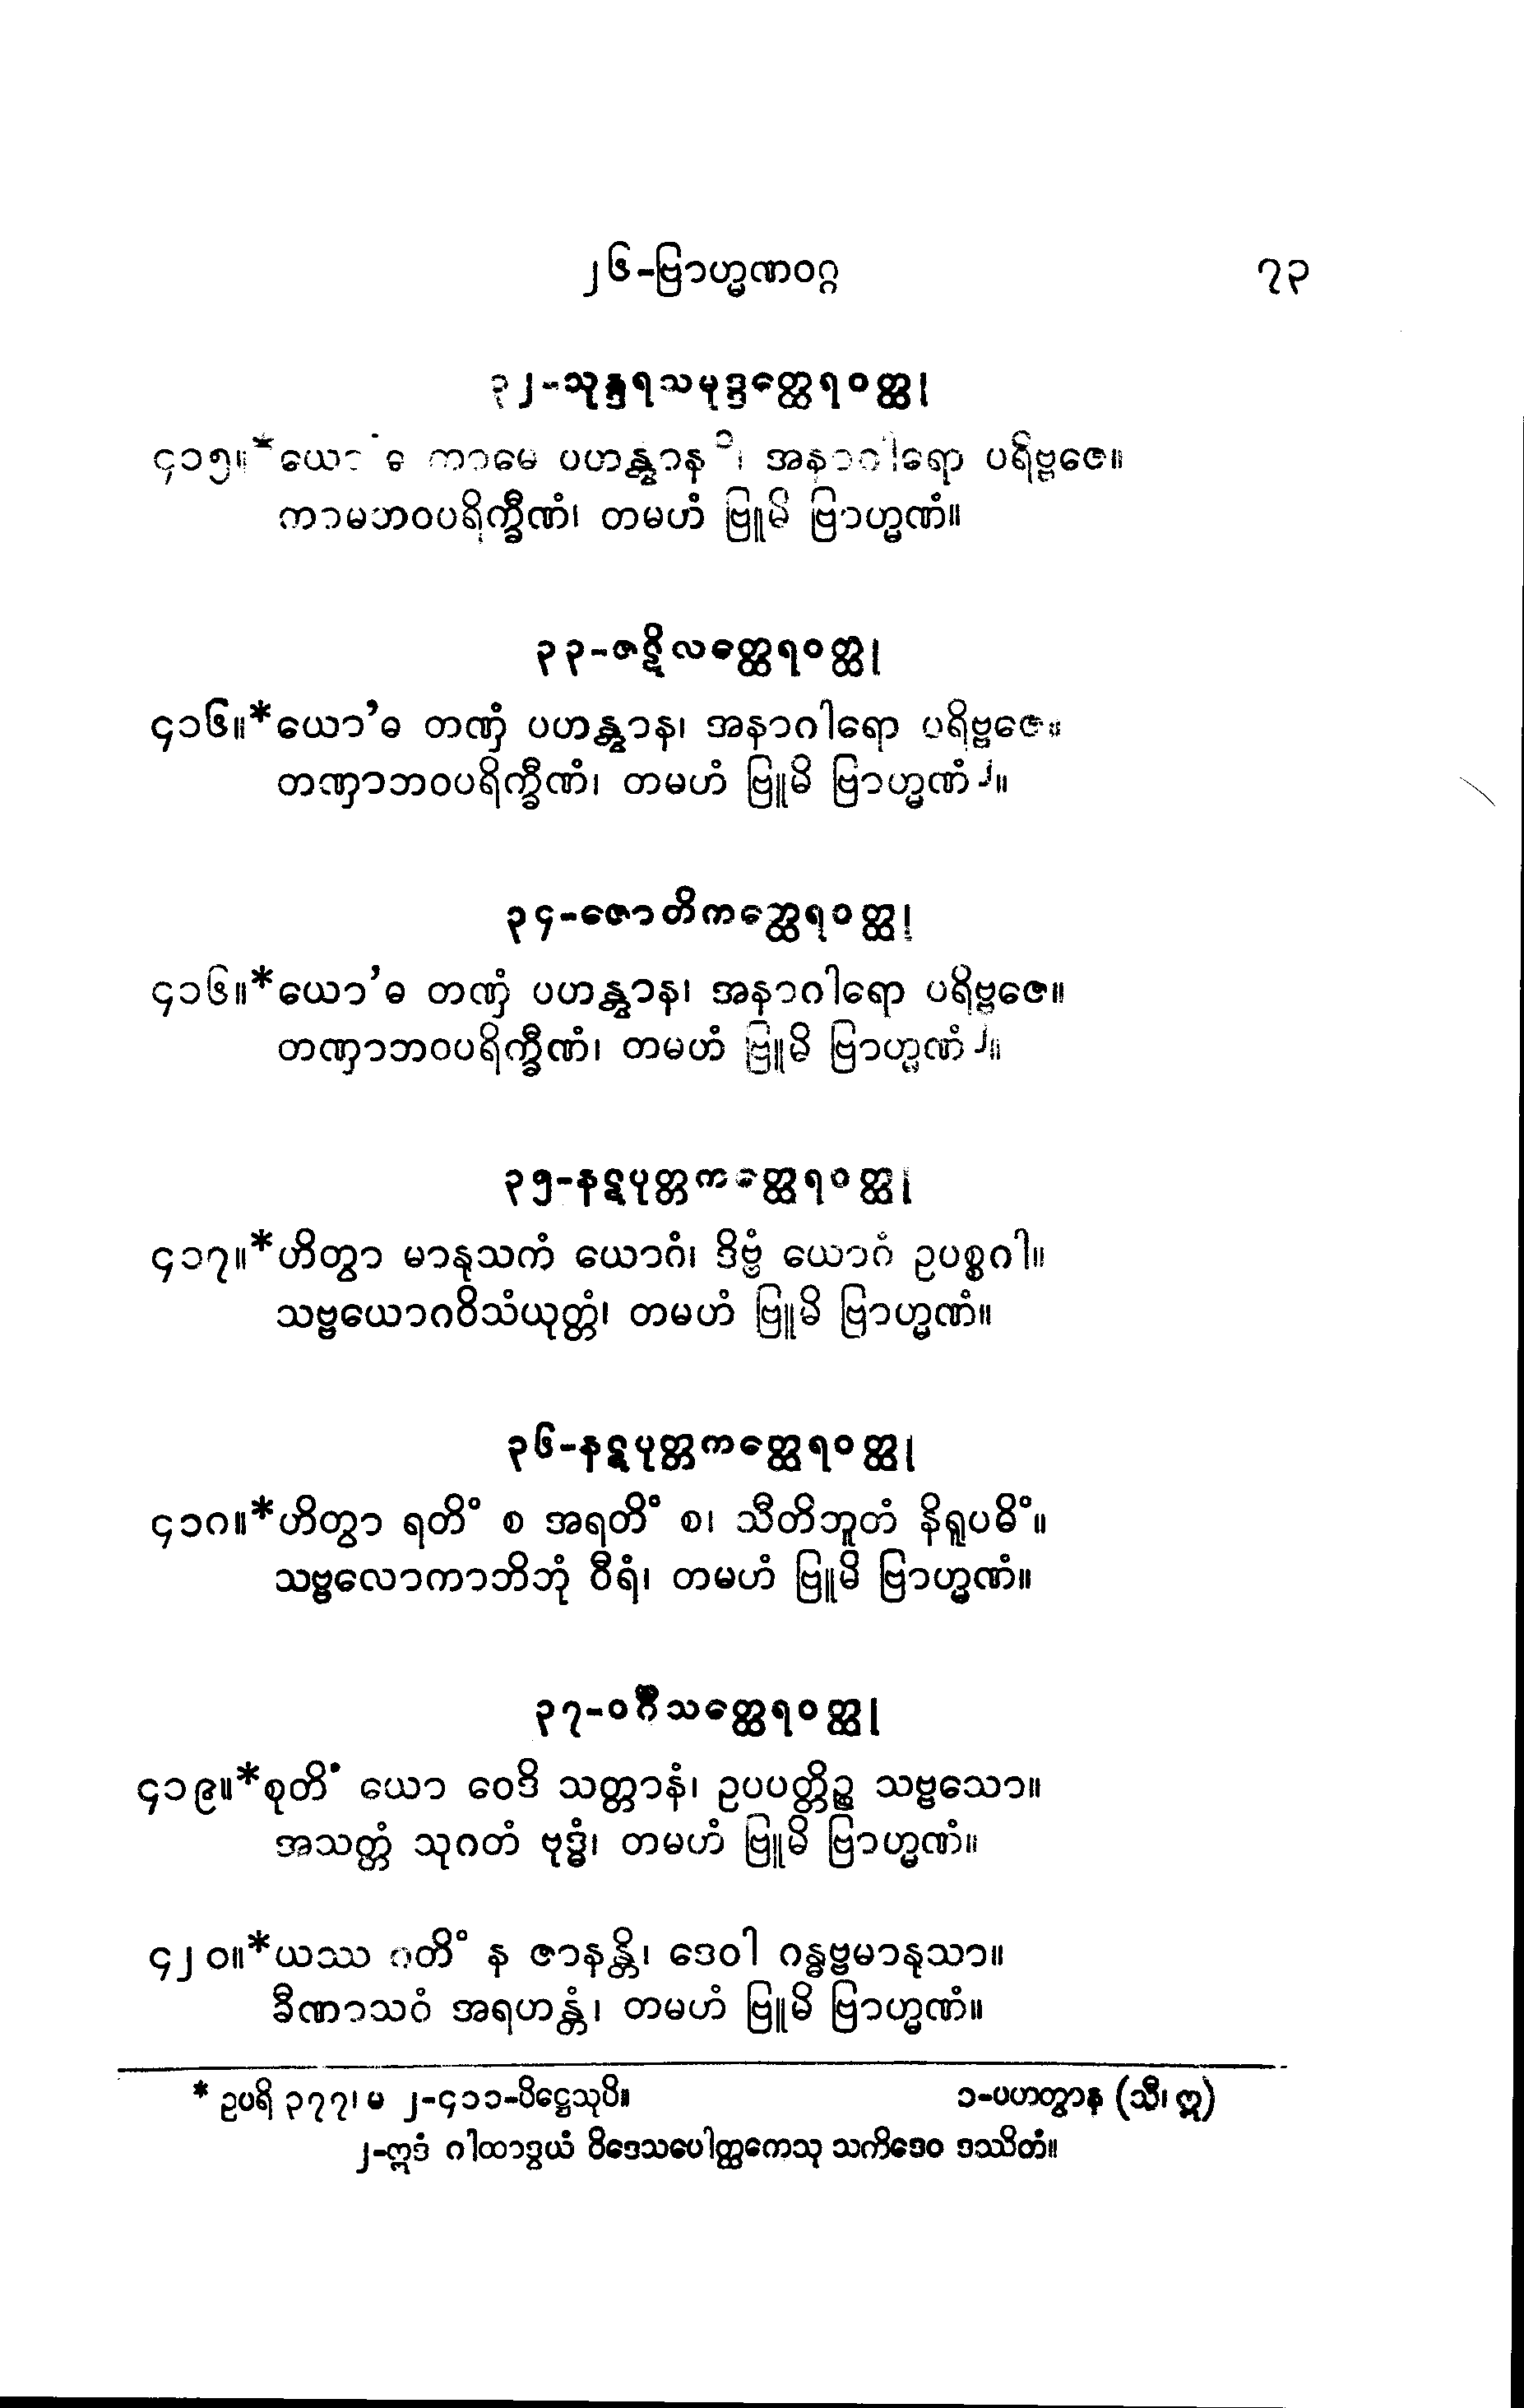 ၂၆-ဗြာဟ္မဏဝဂ္ဂ ၇၃
၃၂-သုန္ဒရသမုဒ္ဒတ္ထေရဝတ္ထု
၄၁၅။*ယော'ဓ ကာမေ ပဟန္တွာန ၁၊ အနာဂါရော ပရိဗ္ဗဇေ။
ကာမဘဝပရိက္ခီဏံ၊ တမဟံ ဗြူမိ ဗြာဟ္မဏံ။
၃၃-ဇဋိလတ္ထေရဝတ္ထု
၄၁၆။*ယော'ဓ တဏှံ ပဟန္တွာန၊ အနာဂါရော ပရိဗ္ဗဇေ။
တဏှာဘဝပရိက္ခီဏံ၊ တမဟံ ဗြူမိ ဗြာဟ္မဏံ ၂။
၃၄-ဇောတိကတ္ထေရဝတ္ထု
၄၁၆။*ယော'ဓ တဏှံ ပဟန္တွာန၊ အနာဂါရော ပရိဗ္ဗဇေ။
တဏှာဘဝပရိက္ခီဏံ၊ တမဟံ ဗြူမိ ဗြာဟ္မဏံ ၂။
၃၅-နဋပုတ္တကတ္ထေရဝတ္ထု
၄၁၇။*ဟိတွာ မာနုသကံ ယောဂံ၊ ဒိဗ္ဗံ ယောဂံ ဥပစ္စဂါ။
သဗ္ဗယောဂဝိသံယုတ္တံ၊ တမဟံ ဗြူမိ ဗြာဟ္မဏံ။
၃၆-နဋပုတ္တကတ္ထေရဝတ္ထု
၄၁၈။*ဟိတွာ ရတိံ စ အရတိံ စ၊ သီတိဘူတံ နိရူပဓိံ။
သဗ္ဗလောကာဘိဘုံ ဝီရံ၊ တမဟံ ဗြူမိ ဗြာဟ္မဏံ။
၃၇-ဝင်္ဂီသတ္ထေရဝတ္ထု
၄၁၉။*စုတိံ ယော ဝေဒိ သတ္တာနံ၊ ဥပပတ္တိဉ္စ သဗ္ဗသော။
အသတ္တံ သုဂတံ ဗုဒ္ဓံ၊ တမဟံ ဗြူမိ ဗြာဟ္မဏံ။
၄၂၀။*ယဿ ဂတိံ န ဇာနန္တိ၊ ဒေဝါ ဂန္ဓဗ္ဗမာနုသာ။
ခီဏာသဝံ အရဟန္တံ၊ တမဟံ ဗြူမိ ဗြာဟ္မဏံ။
* ဥပရိ ၃၇၇၊ မ ၂-၄၁၁-ပိဋ္ဌေသုပိ။ ၁-ပဟတွာန (သီ၊ ဣ)
၂-ဣဒံ ဂါထာဒွယံ ဝိဒေသပေါတ္ထကေသု သကိဒေဝ ဒဿိတံ။